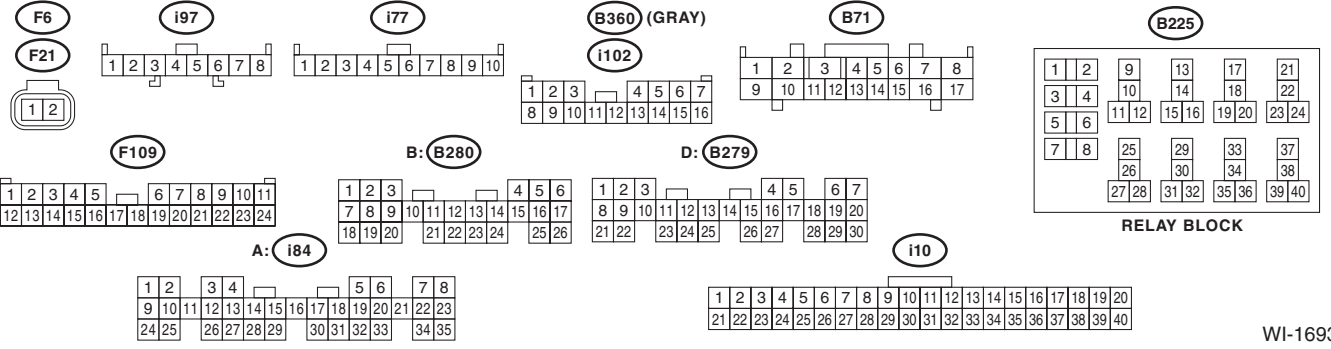 F6
F21
1 2
i97
1 2 3 4 5 6 7 8
i77
1 2 3 4 5 6 7 8 9 10
B360 (GRAY)
i102
1 2 3 4 5 6 7
8 9 10 11 12 13 14 15 16
B71
1 2 3 4 5 6 7 8
9 10 11 12 13 14 15 16 17
B225
1 2
3 4
5 6
7 8
9 13 17 21
10 14 18 22
11 12 15 16 19 20 23 24
25 29 33 37
26 30 34 38
27 28 31 32 35 36 39 40
RELAY BLOCK
F109
1 2 3 4 5 6 7 8 9 10 11
12 13 14 15 16 17 18 19 20 21 22 23 24
B: B280
1 2 3 4 5 6
7 8 9 10 11 12 13 14 15 16 17
18 19 20 21 22 23 24 25 26
D: B279
1 2 3 4 5 6 7
8 9 10 11 12 13 14 15 16 17 18 19 20
21 22 23 24 25 26 27 28 29 30
A: i84
1 2 3 4 5 6 7 8
9 10 11 12 13 14 15 16 17 18 19 20 21 22 23
24 25 26 27 28 29 30 31 32 33 34 35
i10
1 2 3 4 5 6 7 8 9 10 11 12 13 14 15 16 17 18 19 20
21 22 23 24 25 26 27 28 29 30 31 32 33 34 35 36 37 38 39 40
WI-1693